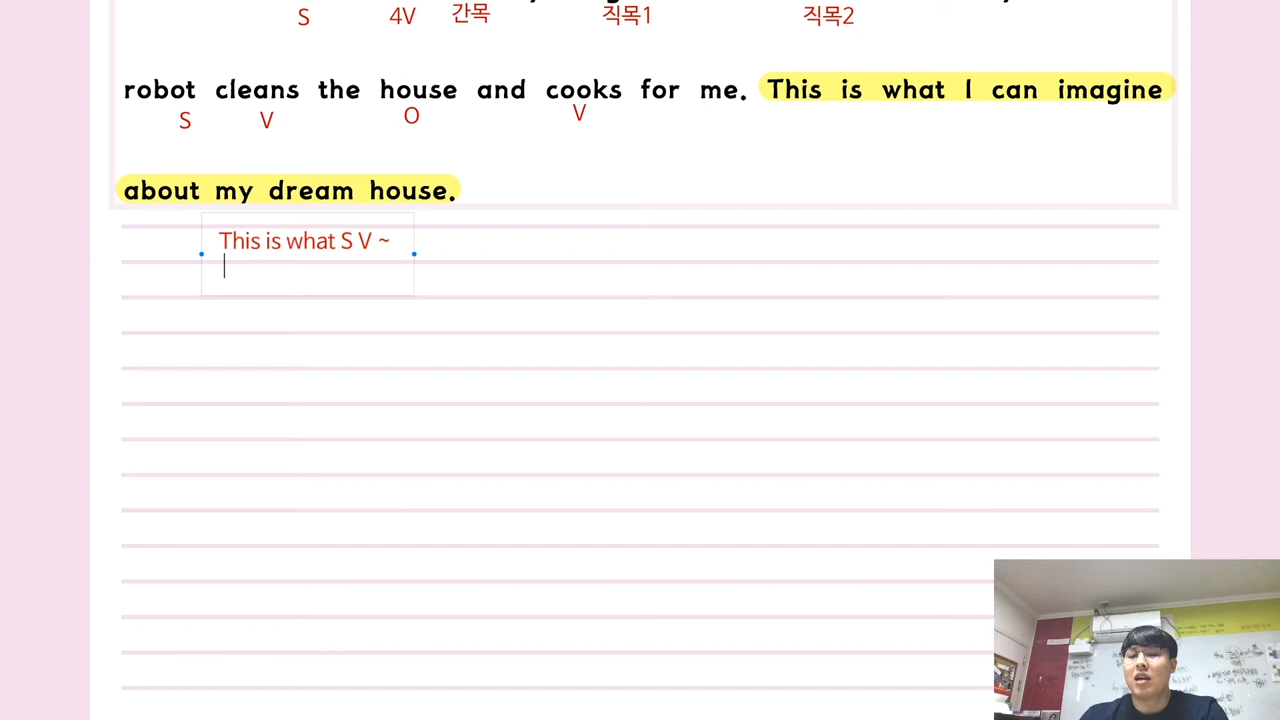 S 4V 간목 직목1 직목2
robot cleans the house and cooks for me. This is what I can imagine
S V O V
about my dream house.
This is what S V ~